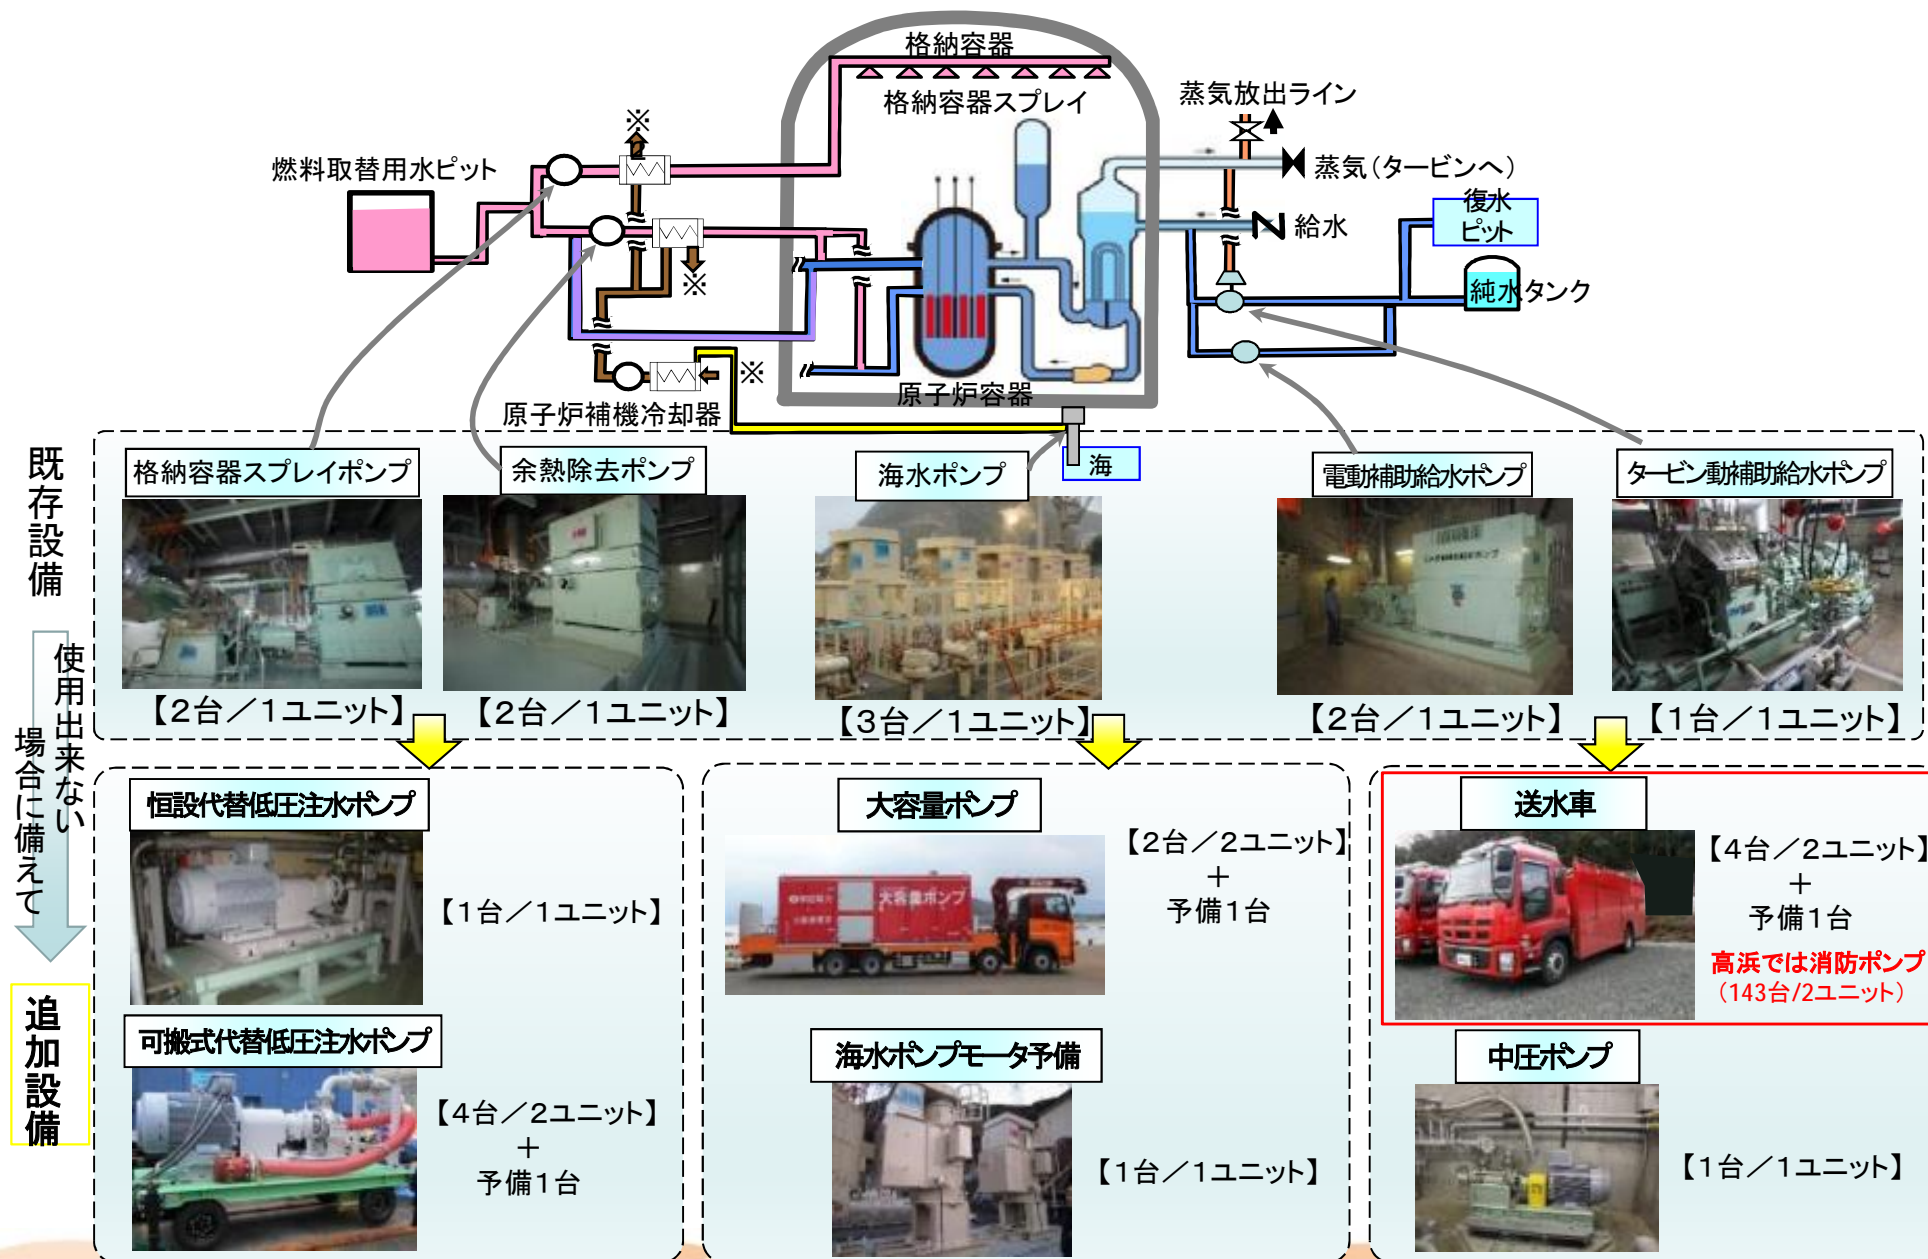 格納容器
格納容器スプレイ
蒸気放出ライン
※
燃料取替用水ピット
蒸気(タービンへ)
復水
ピット
給水
※
純水タンク
※
原子炉容器
原子炉補機冷却器
既存設備
格納容器スプレイポンプ
余熱除去ポンプ
海水ポンプ
海
電動補助給水ポンプ
タービン動補助給水ポンプ
【2台/1ユニット】
【2台/1ユニット】
【3台/1ユニット】
【2台/1ユニット】
【1台/1ユニット】
使用出来ない
場合に備えて
追加設備
恒設代替低圧注水ポンプ
【1台/1ユニット】
可搬式代替低圧注水ポンプ
【4台/2ユニット】
+
予備1台
大容量ポンプ
大容量ポンプ
【2台/2ユニット】
+
予備1台
海水ポンプモータ予備
【1台/1ユニット】
送水車
【4台/2ユニット】
+
予備1台
高浜では消防ポンプ
(143台/2ユニット)
中圧ポンプ
【1台/1ユニット】